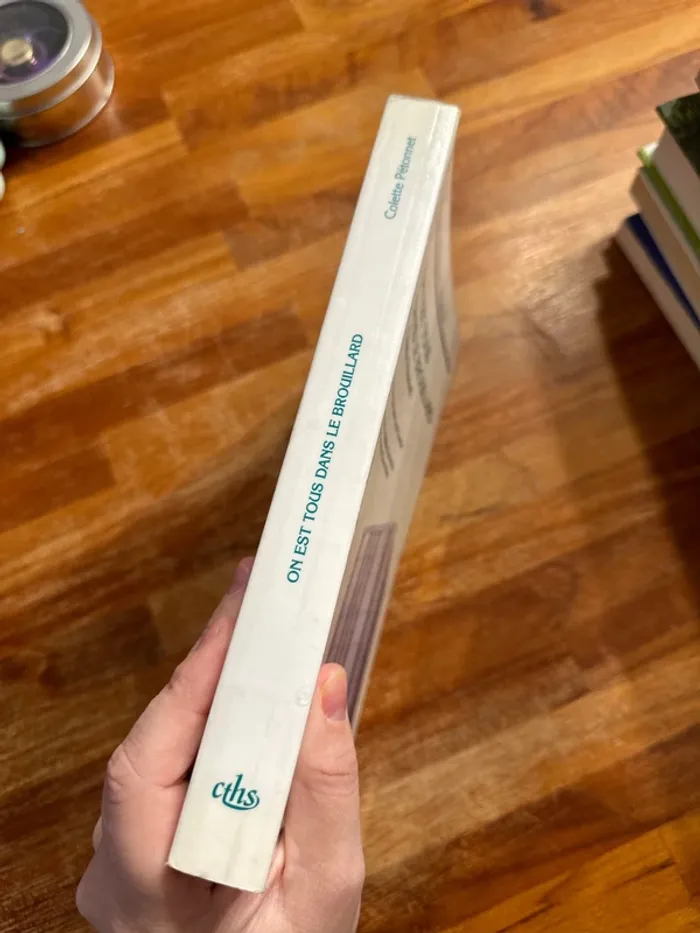 Colette Pétonnet
ON EST TOUS DANS LE BROUILLARD
cths